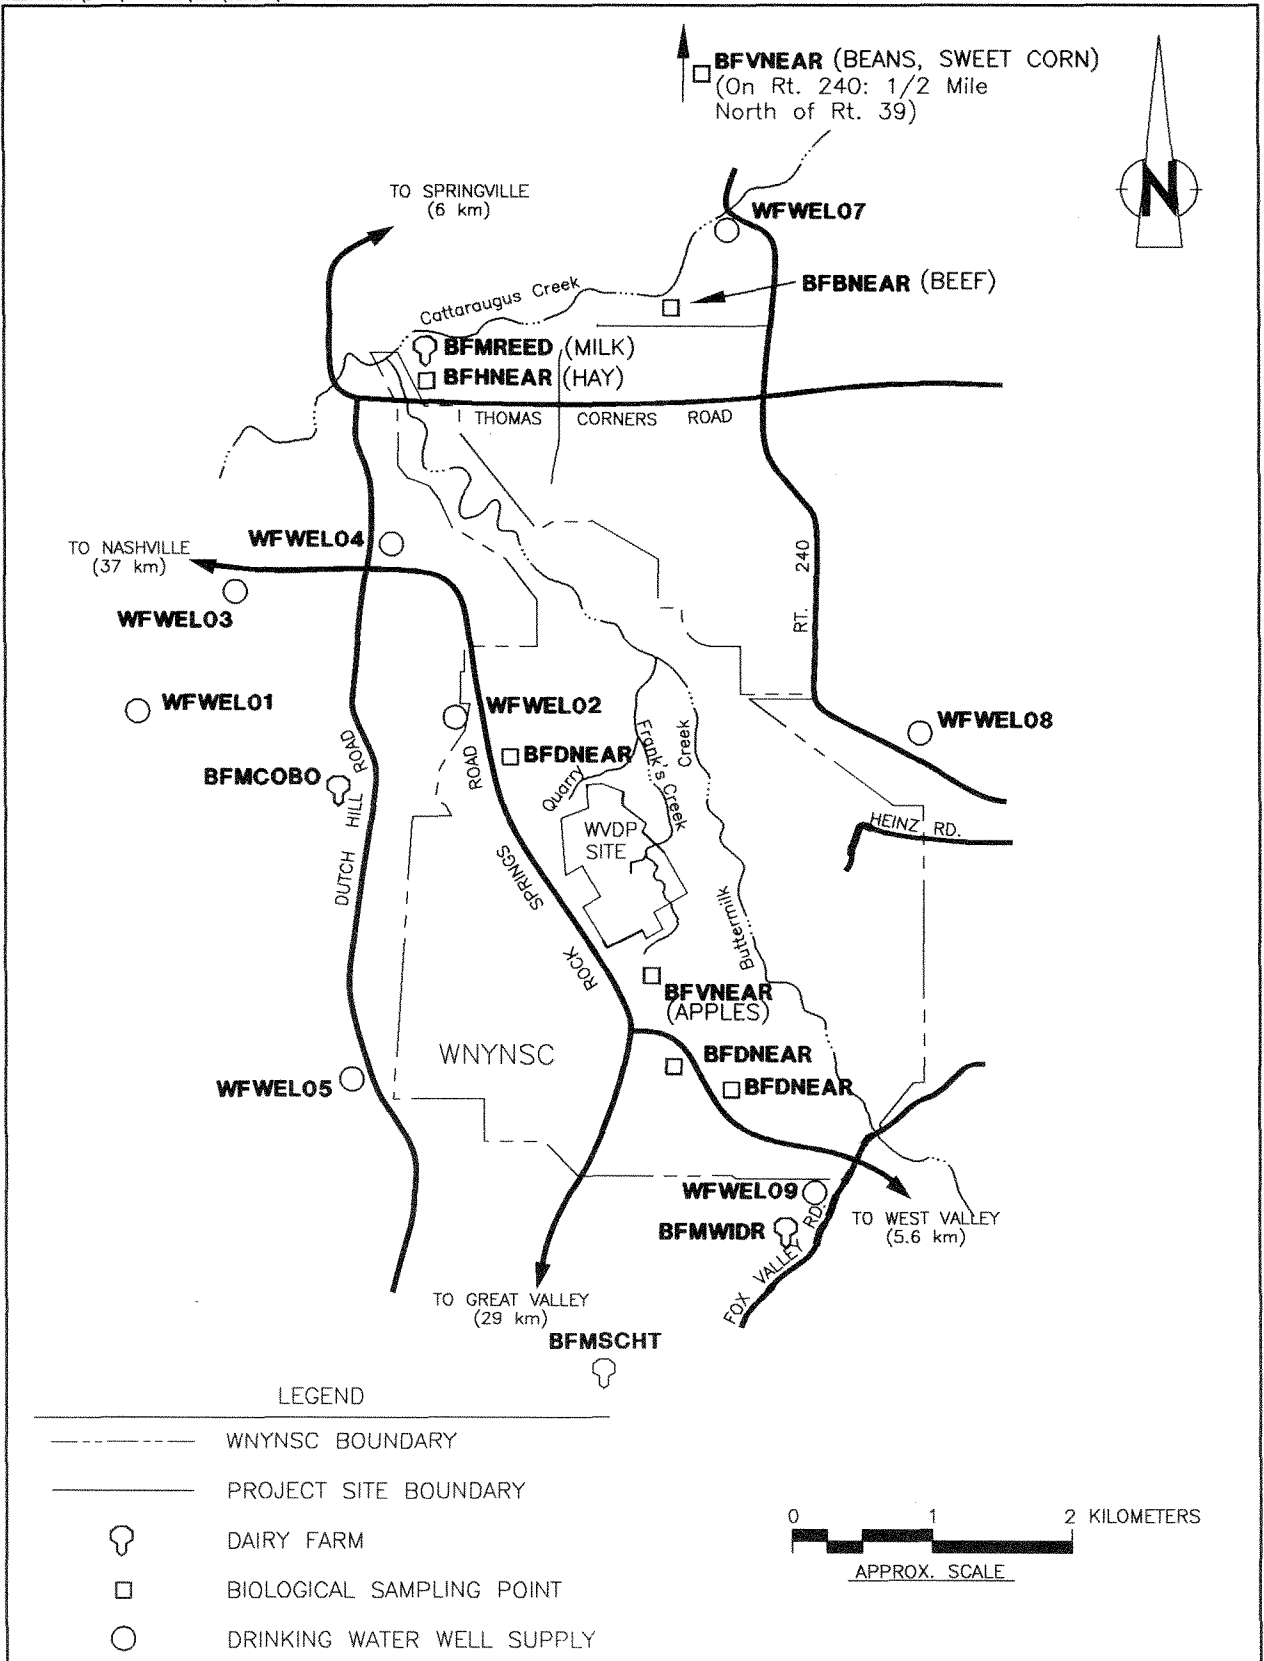 BFVNEAR (BEANS, SWEET CORN)
(On Rt. 240: 1/2 Mile
North of Rt. 39)
N
TO SPRINGVILLE
(6 km)
WFWEL07
BFBNEAR (BEEF)
Cattaraugus Creek
BFMREED (MILK)
BFHNEAR (HAY)
THOMAS CORNERS ROAD
WFWEL04
TO NASHVILLE
(37 km)
RT. 240
WFWEL03
WFWEL01
WFWEL02
WFWEL08
BFDNEAR
BFMCOBO
DUTCH HILL ROAD
Quarry Creek
Frank's Creek
WVDP
SITE
HEINZ RD.
ROCK SPRINGS ROAD
Buttermilk
BFVNEAR
(APPLES)
WNYNSC
BFDNEAR
BFDNEAR
WFWEL05
WFWEL09
BFMWIDR
FOX VALLEY RD.
TO WEST VALLEY
(5.6 km)
TO GREAT VALLEY
(29 km)
BFMSCHT
LEGEND
WNYNSC BOUNDARY
PROJECT SITE BOUNDARY
DAIRY FARM
BIOLOGICAL SAMPLING POINT
DRINKING WATER WELL SUPPLY
0 1 2 KILOMETERS
APPROX. SCALE